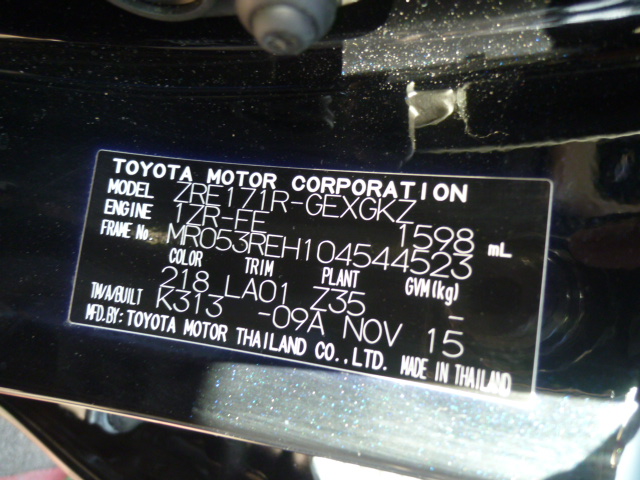 TOYOTA MOTOR CORPORATION
MODEL ZRE171R-GEXGKZ
ENGINE 1ZR-FE 1598 mL
FRAME No. MR053REH104544523
COLOR TRIM PLANT GVM(kg)
218 LA01 Z35 -
TM/A/BUILT K313 -09A NOV 15
MFD.BY: TOYOTA MOTOR THAILAND CO.,LTD. MADE IN THAILAND